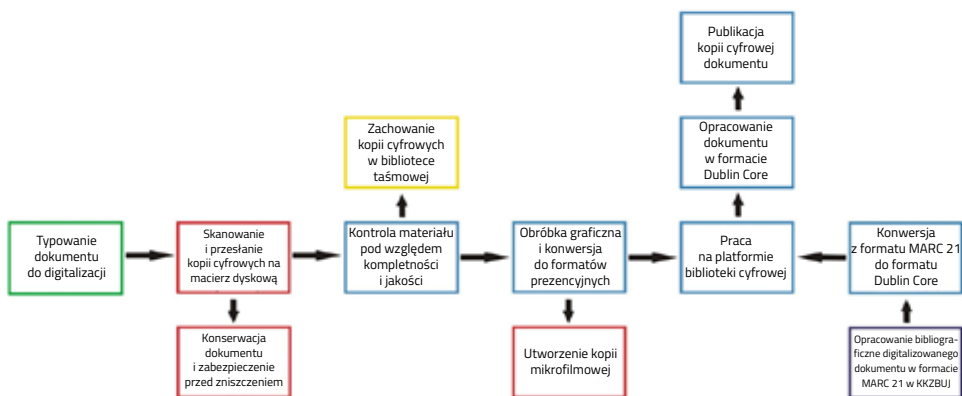 Publikacja
kopii cyfrowej
dokumentu
Zachowanie
kopii cyfrowych
w bibliotece
taśmowej
Opracowanie
dokumentu
w formacie
Dublin Core
Typowanie
dokumentu
do digitalizacji
Skanowanie
i przesłanie
kopii cyfrowych na
macierz dyskową
Kontrola materiału
pod względem
kompletności
i jakości
Obróbka graficzna
i konwersja
do formatów
prezencyjnych
Praca
na platformie
biblioteki cyfrowej
Konwersja
z formatu MARC 21
do formatu
Dublin Core
Konserwacja
dokumentu
i zabezpieczenie
przed zniszczeniem
Utworzenie kopii
mikrofilmowej
Opracowanie bibliogra-
ficzne digitalizowanego
dokumentu w formacie
MARC 21 w KKZBUJ